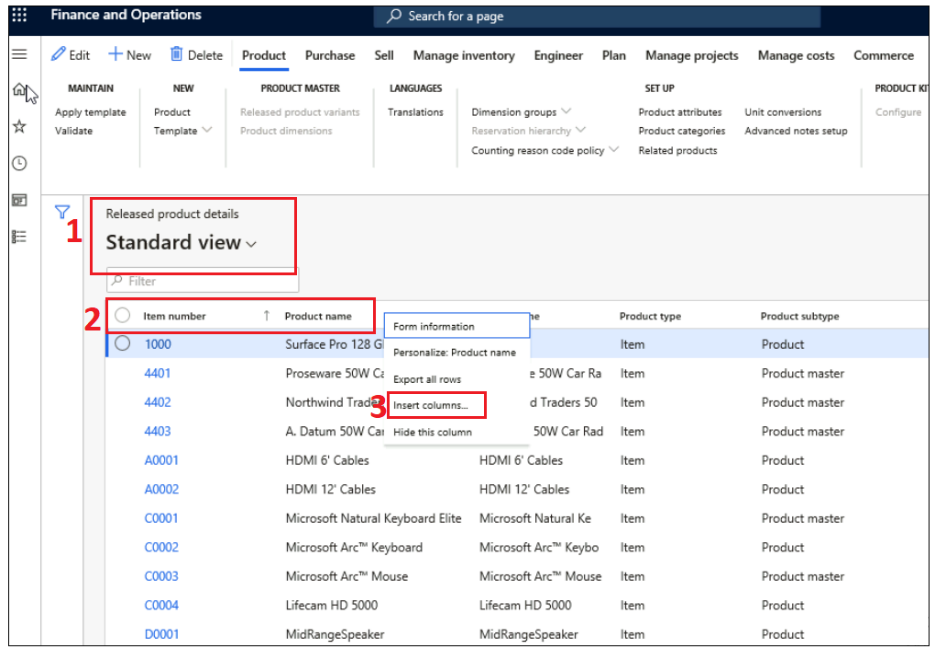 Finance and Operations
Search for a page
Edit New Delete Product Purchase Sell Manage inventory Engineer Plan Manage projects Manage costs Commerce
MAINTAIN NEW PRODUCT MASTER LANGUAGES SET UP PRODUCT KI
Apply template Product Released product variants Translations Dimension groups Product attributes Unit conversions Configure
Validate Template Product dimensions Reservation hierarchy Product categories Advanced notes setup
Counting reason code policy Related products
1
Released product details
Standard view
Filter
2
Item number ↑ Product name me Product type Product subtype
Form information
1000 Surface Pro 128 G Item Product
Personalize: Product name
4401 Proseware 50W Ca e 50W Car Ra Item Product master
Export all rows
4402 Northwind Trade d Traders 50 Item Product master
3
Insert columns...
4403 A. Datum 50W Car 50W Car Rad Item Product master
Hide this column
A0001 HDMI 6' Cables HDMI 6' Cables Item Product
A0002 HDMI 12' Cables HDMI 12' Cables Item Product
C0001 Microsoft Natural Keyboard Elite Microsoft Natural Ke Item Product master
C0002 Microsoft Arc™ Keyboard Microsoft Arc™ Keybo Item Product
C0003 Microsoft Arc™ Mouse Microsoft Arc™ Mouse Item Product master
C0004 Lifecam HD 5000 Lifecam HD 5000 Item Product
D0001 MidRangeSpeaker MidRangeSpeaker Item Product